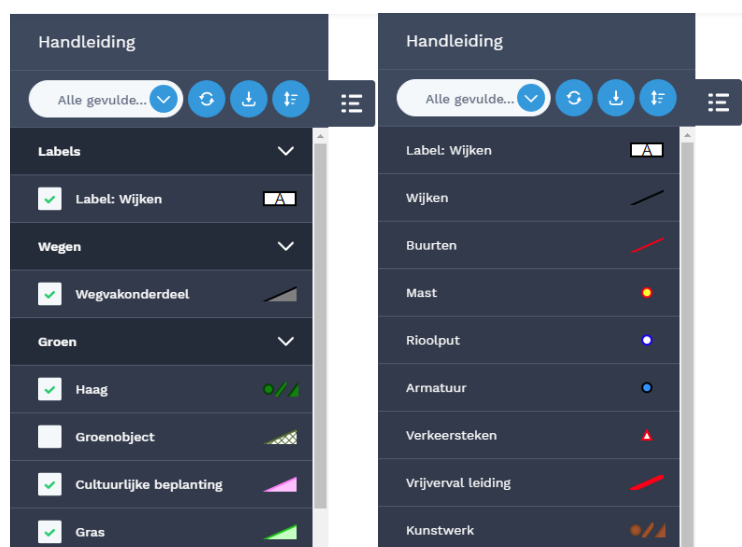 Handleiding
Alle gevulde...
Labels
Label: Wijken
A
Wegen
Wegvakonderdeel
Groen
Haag
Groenobject
Cultuurlijke beplanting
Gras
Handleiding
Alle gevulde...
Label: Wijken
A
Wijken
Buurten
Mast
Rioolput
Armatuur
Verkeersteken
Vrijverval leiding
Kunstwerk